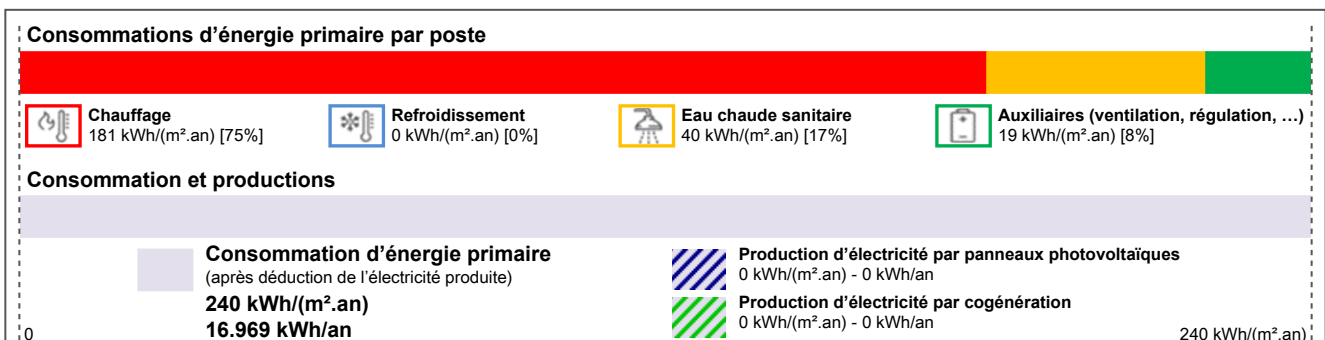 Consommations d’énergie primaire par poste
Chauffage
181 kWh/(m².an) [75%]
Refroidissement
0 kWh/(m².an) [0%]
Eau chaude sanitaire
40 kWh/(m².an) [17%]
Auxiliaires (ventilation, régulation, …)
19 kWh/(m².an) [8%]
Consommation et productions
Consommation d’énergie primaire
(après déduction de l’électricité produite)
240 kWh/(m².an)
16.969 kWh/an
Production d’électricité par panneaux photovoltaïques
0 kWh/(m².an) - 0 kWh/an
Production d’électricité par cogénération
0 kWh/(m².an) - 0 kWh/an
0
240 kWh/(m².an)